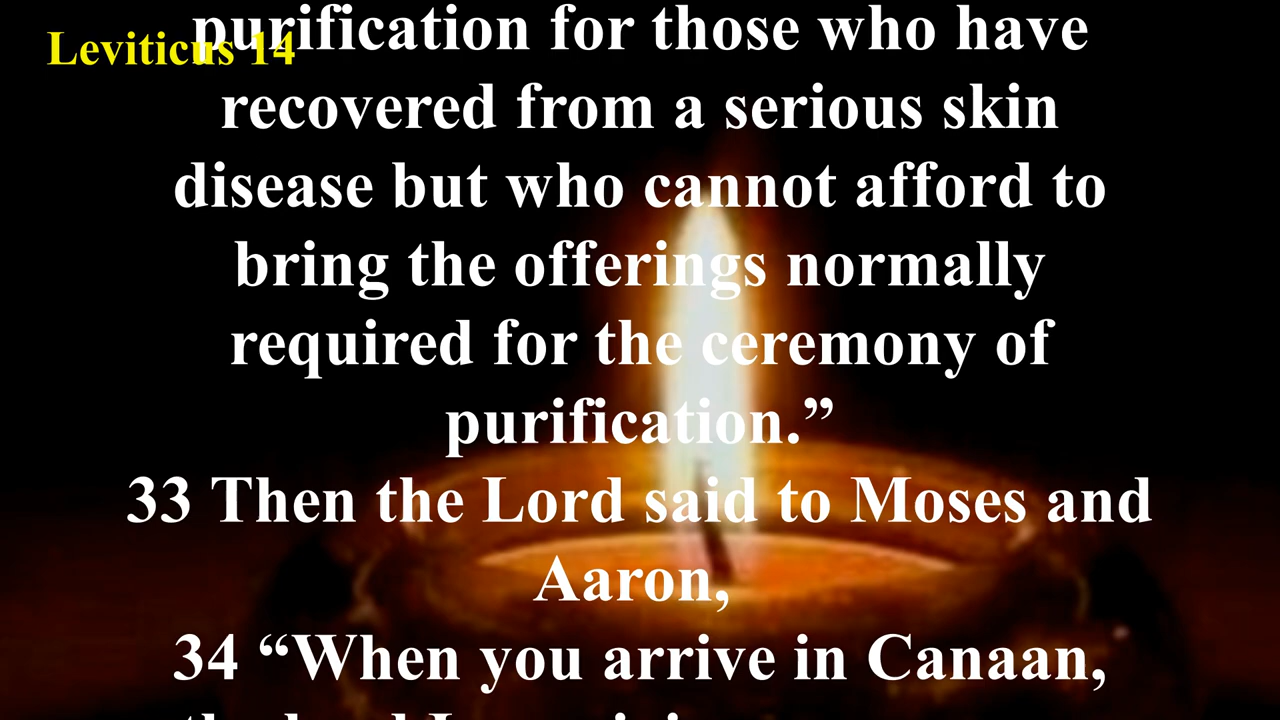 Leviticus 14
purification for those who have
recovered from a serious skin
disease but who cannot afford to
bring the offerings normally
required for the ceremony of
purification.”
33 Then the Lord said to Moses and
Aaron,
34 “When you arrive in Canaan,